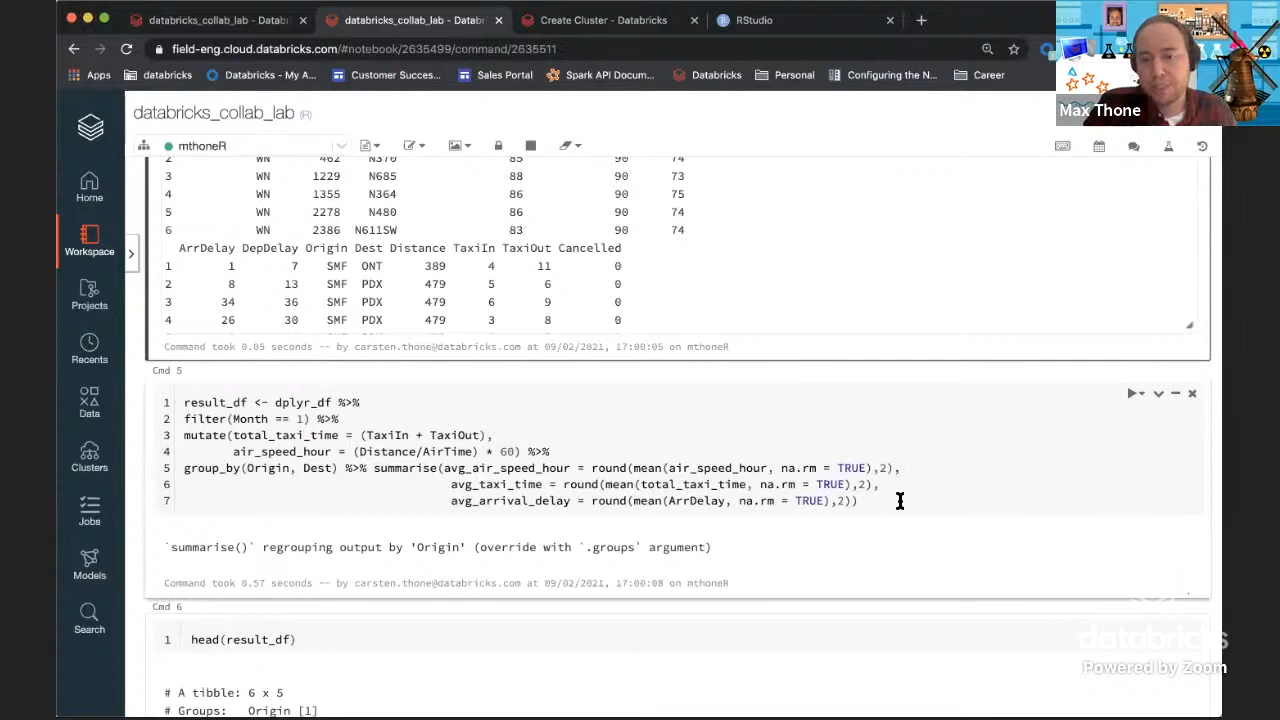 databricks_collab_lab - Databri
databricks_collab_lab - Datab
Create Cluster - Databricks
RStudio
field-eng.cloud.databricks.com/#notebook/2635499/command/2635511
Apps
databricks
Databricks - My A...
Customer Succes...
Sales Portal
Spark API Docum...
Databricks
Personal
Configuring the N...
Career
Max Thone
databricks_collab_lab (R)
mthoneR
2 WN 462 N370 85 90 74
3 WN 1229 N685 88 90 73
4 WN 1355 N364 86 90 75
5 WN 2278 N480 86 90 74
6 WN 2386 N611SW 83 90 74
ArrDelay DepDelay Origin Dest Distance TaxiIn TaxiOut Cancelled
1 1 7 SMF ONT 389 4 11 0
2 8 13 SMF PDX 479 5 6 0
3 34 36 SMF PDX 479 6 9 0
4 26 30 SMF PDX 479 3 8 0
Command took 0.05 seconds -- by carsten.thone@databricks.com at 09/02/2021, 17:00:05 on mthoneR
Cmd 5
1 result_df <- dplyr_df %>%
2 filter(Month == 1) %>%
3 mutate(total_taxi_time = (TaxiIn + TaxiOut),
4 air_speed_hour = (Distance/AirTime) * 60) %>%
5 group_by(Origin, Dest) %>% summarise(avg_air_speed_hour = round(mean(air_speed_hour, na.rm = TRUE),2),
6 avg_taxi_time = round(mean(total_taxi_time, na.rm = TRUE),2),
7 avg_arrival_delay = round(mean(ArrDelay, na.rm = TRUE),2))
`summarise()` regrouping output by 'Origin' (override with `.groups` argument)
Command took 0.57 seconds -- by carsten.thone@databricks.com at 09/02/2021, 17:00:08 on mthoneR
Cmd 6
1 head(result_df)
# A tibble: 6 x 5
# Groups: Origin [1]
Home
Workspace
Projects
Recents
Data
Clusters
Jobs
Models
Search
databricks
Powered by Zoom